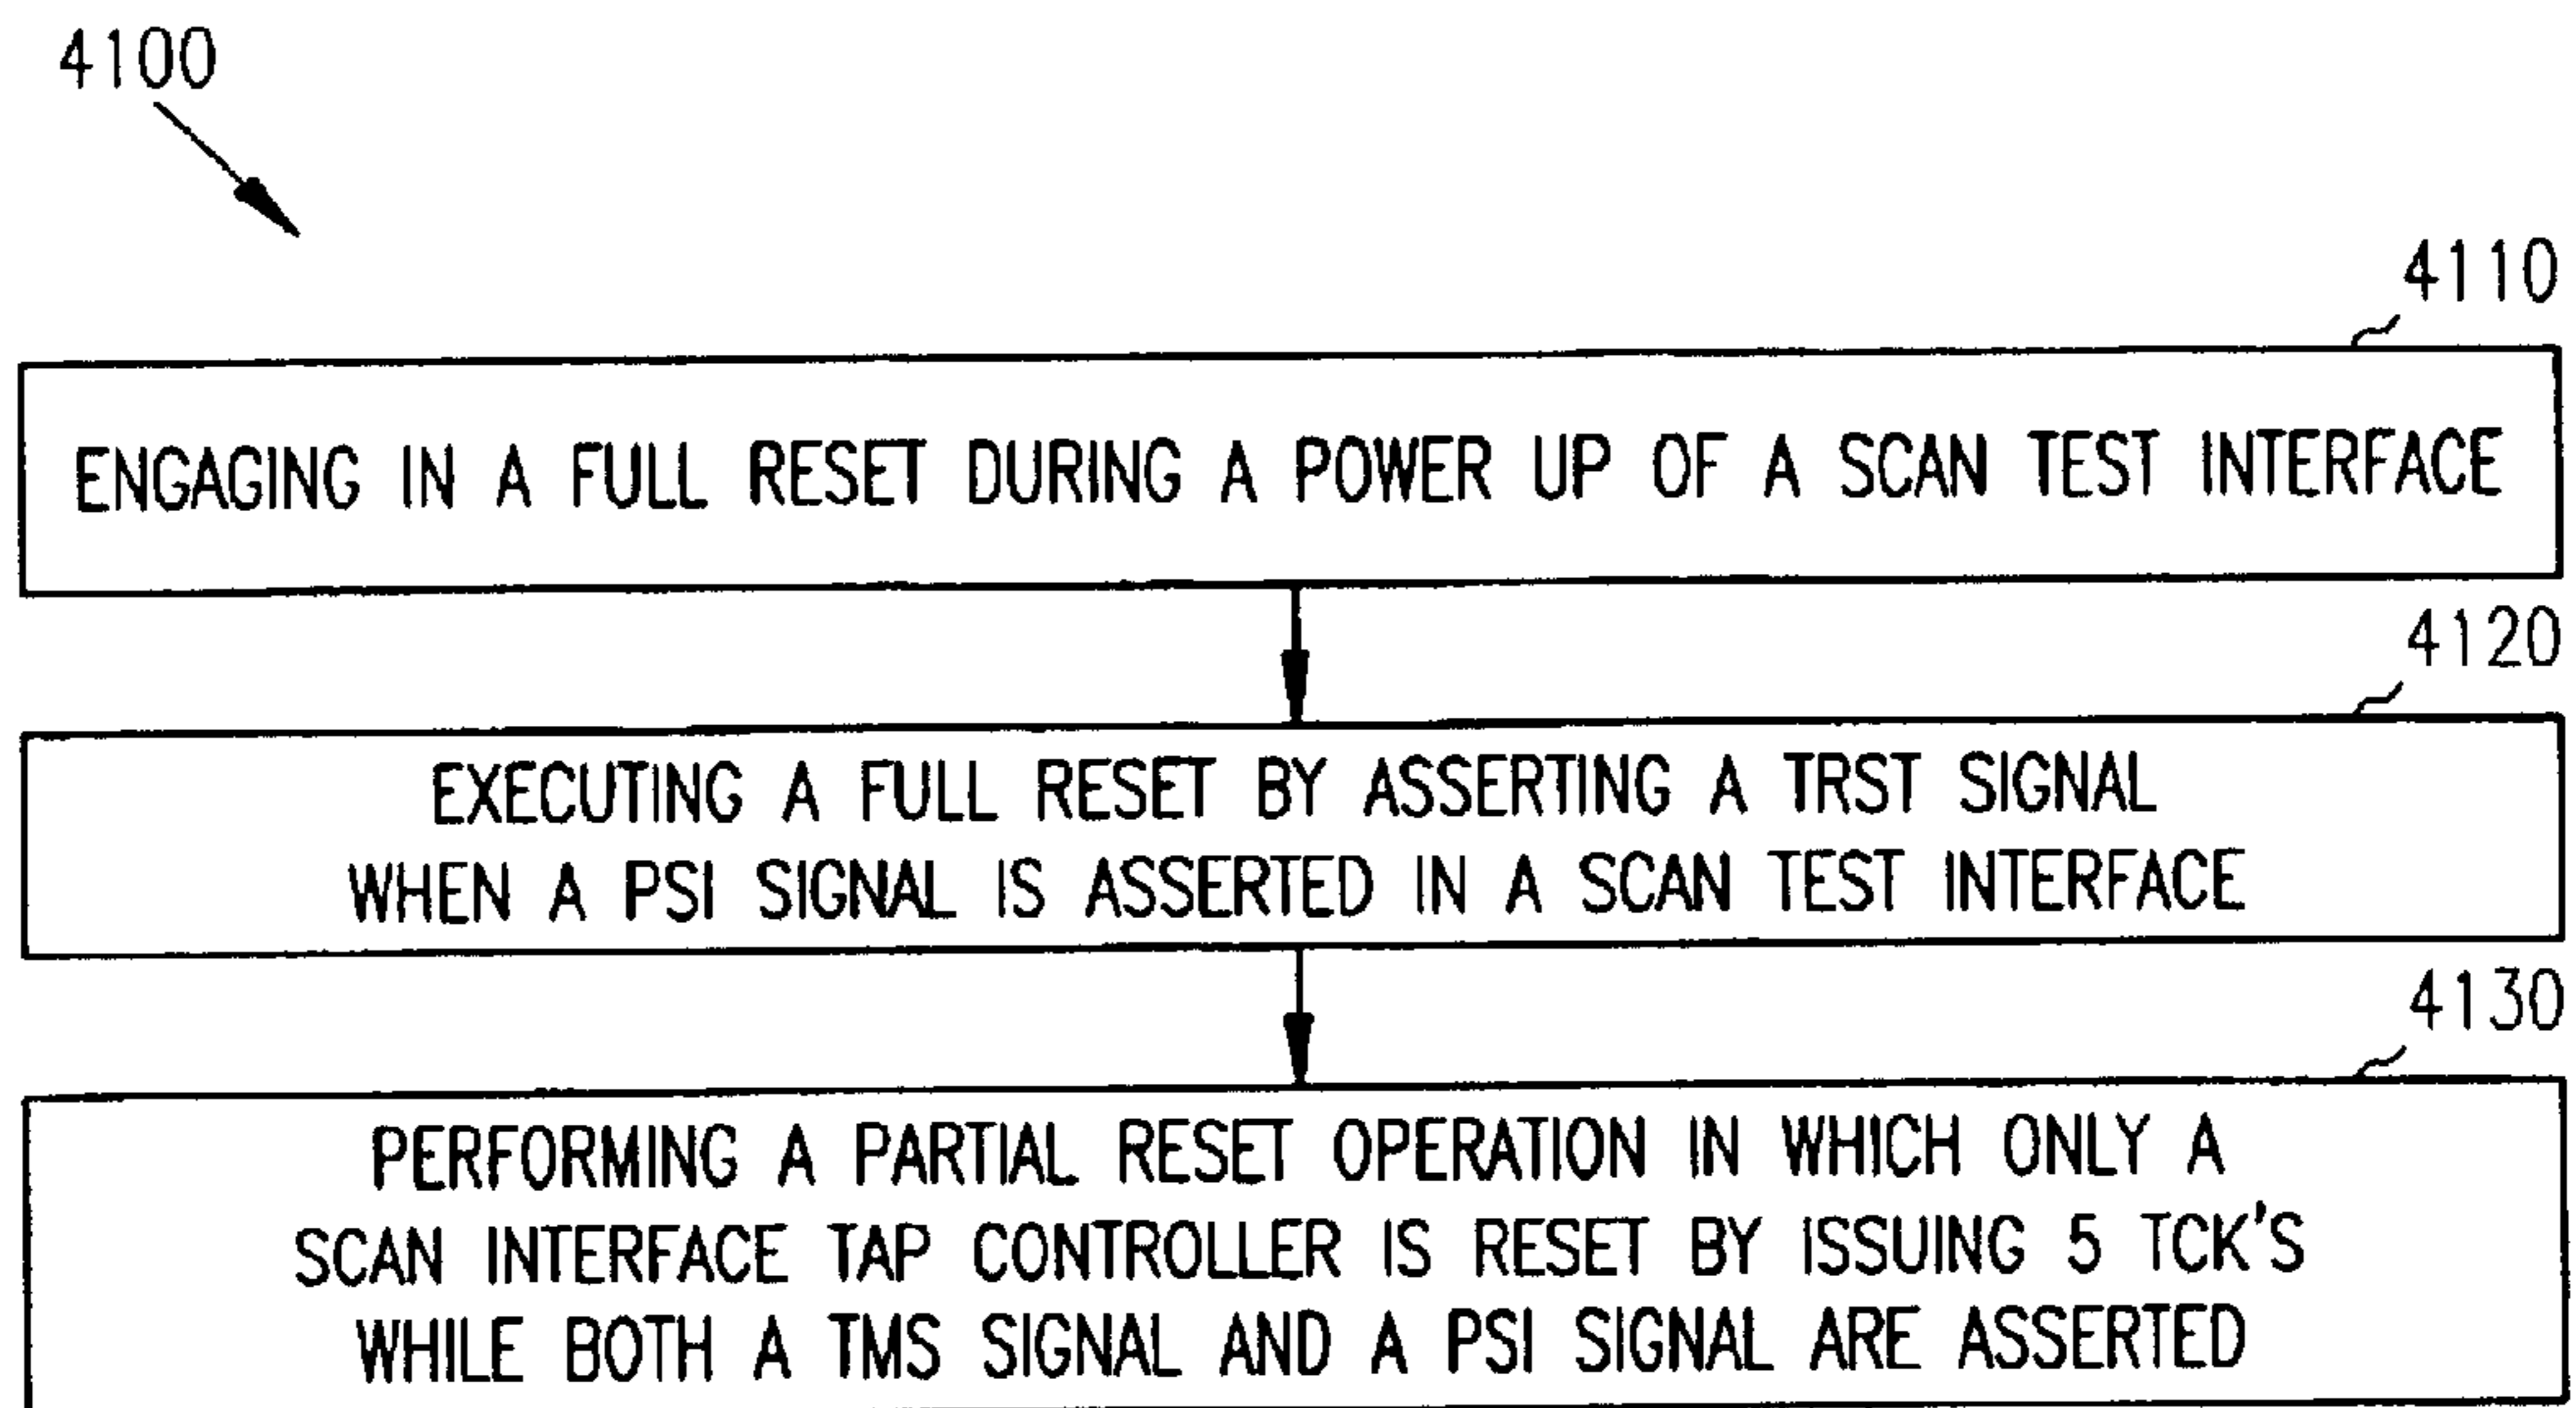 4100
4110
ENGAGING IN A FULL RESET DURING A POWER UP OF A SCAN TEST INTERFACE
4120
EXECUTING A FULL RESET BY ASSERTING A TRST SIGNAL
WHEN A PSI SIGNAL IS ASSERTED IN A SCAN TEST INTERFACE
4130
PERFORMING A PARTIAL RESET OPERATION IN WHICH ONLY A
SCAN INTERFACE TAP CONTROLLER IS RESET BY ISSUING 5 TCK'S
WHILE BOTH A TMS SIGNAL AND A PSI SIGNAL ARE ASSERTED